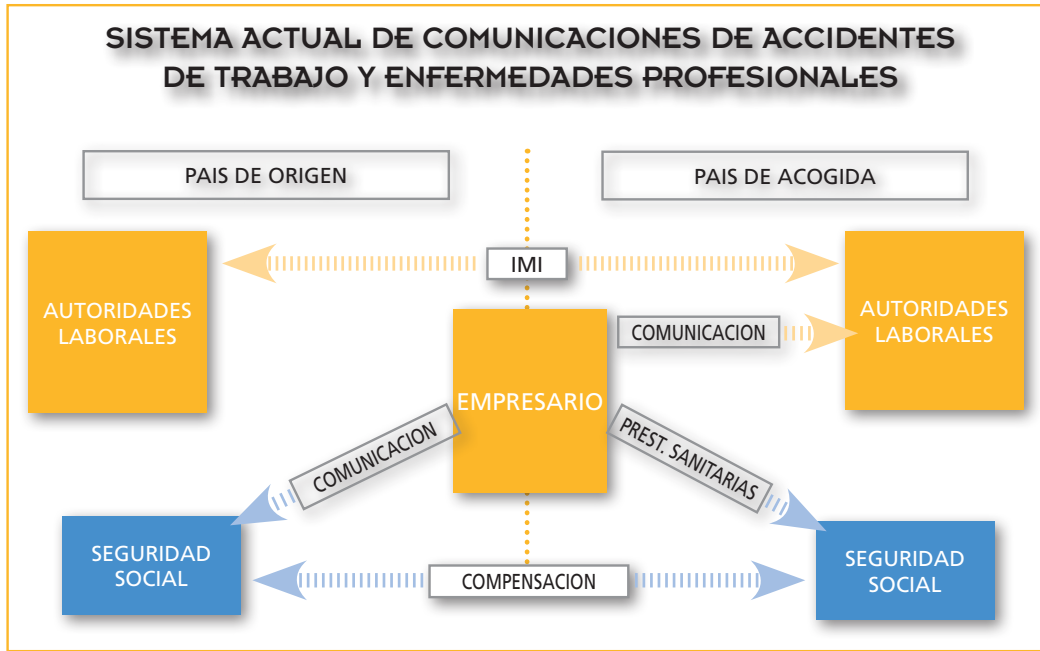 SISTEMA ACTUAL DE COMUNICACIONES DE ACCIDENTES
DE TRABAJO Y ENFERMEDADES PROFESIONALES
PAIS DE ORIGEN
PAIS DE ACOGIDA
IMI
AUTORIDADES
LABORALES
AUTORIDADES
LABORALES
COMUNICACION
EMPRESARIO
COMUNICACION
PREST. SANITARIAS
SEGURIDAD
SOCIAL
COMPENSACION
SEGURIDAD
SOCIAL